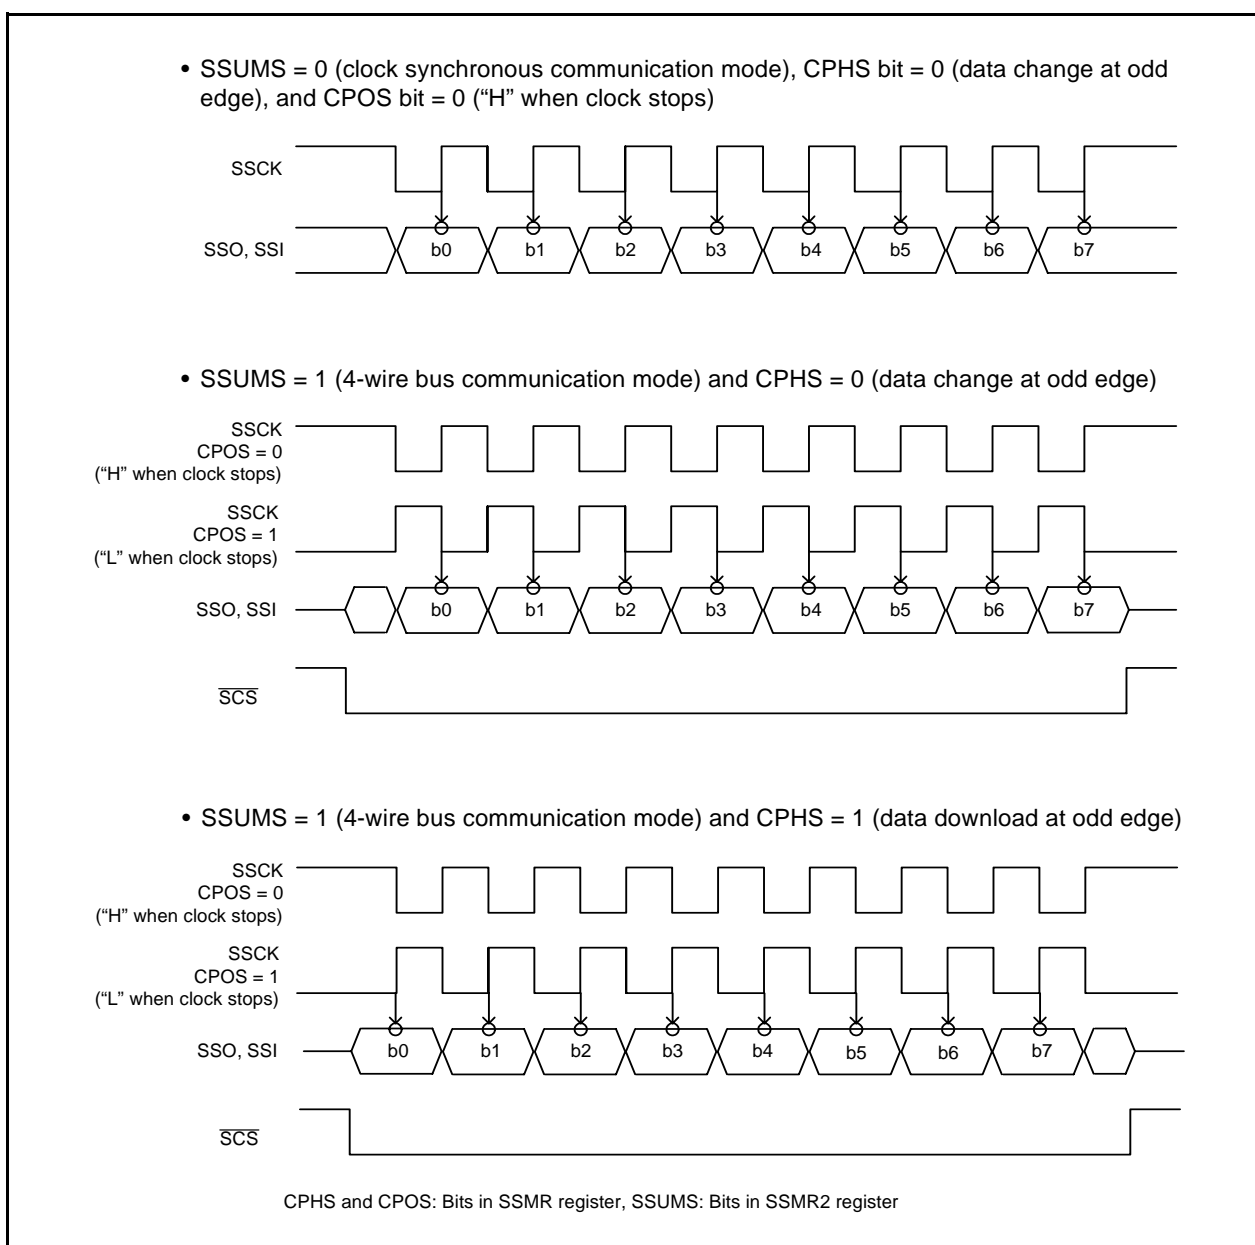 • SSUMS = 0 (clock synchronous communication mode), CPHS bit = 0 (data change at odd
edge), and CPOS bit = 0 (“H” when clock stops)
SSCK
SSO, SSI
b0 b1 b2 b3 b4 b5 b6 b7
• SSUMS = 1 (4-wire bus communication mode) and CPHS = 0 (data change at odd edge)
SSCK
CPOS = 0
(“H” when clock stops)
SSCK
CPOS = 1
(“L” when clock stops)
SSO, SSI
b0 b1 b2 b3 b4 b5 b6 b7
SCS
• SSUMS = 1 (4-wire bus communication mode) and CPHS = 1 (data download at odd edge)
SSCK
CPOS = 0
(“H” when clock stops)
SSCK
CPOS = 1
(“L” when clock stops)
SSO, SSI
b0 b1 b2 b3 b4 b5 b6 b7
SCS
CPHS and CPOS: Bits in SSMR register, SSUMS: Bits in SSMR2 register